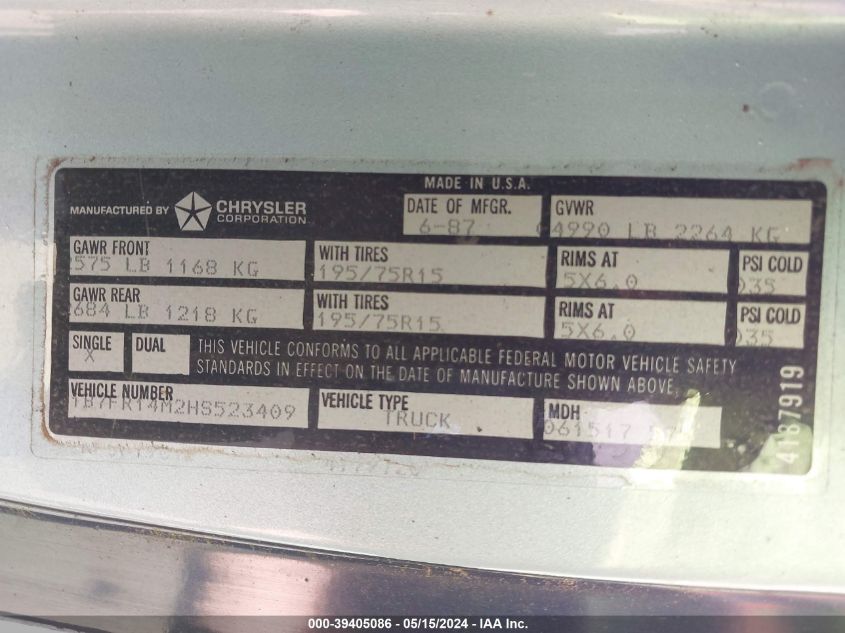 MADE IN U.S.A.
MANUFACTURED BY CHRYSLER CORPORATION
DATE OF MFGR. 6-87
GVWR 4990 LB 2264 KG
GAWR FRONT 575 LB 1168 KG
WITH TIRES 195/75R15
RIMS AT 5X6.0
PSI COLD 035
GAWR REAR 684 LB 1218 KG
WITH TIRES 195/75R15
RIMS AT 5X6.0
PSI COLD 035
SINGLE X
DUAL
THIS VEHICLE CONFORMS TO ALL APPLICABLE FEDERAL MOTOR VEHICLE SAFETY
STANDARDS IN EFFECT ON THE DATE OF MANUFACTURE SHOWN ABOVE.
VEHICLE NUMBER 1B7FR14M2HS523409
VEHICLE TYPE TRUCK
MDH 061517
4187919
000-39405086 - 05/15/2024 - IAA Inc.